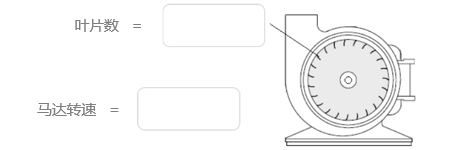 叶片数 =
马达转速 =